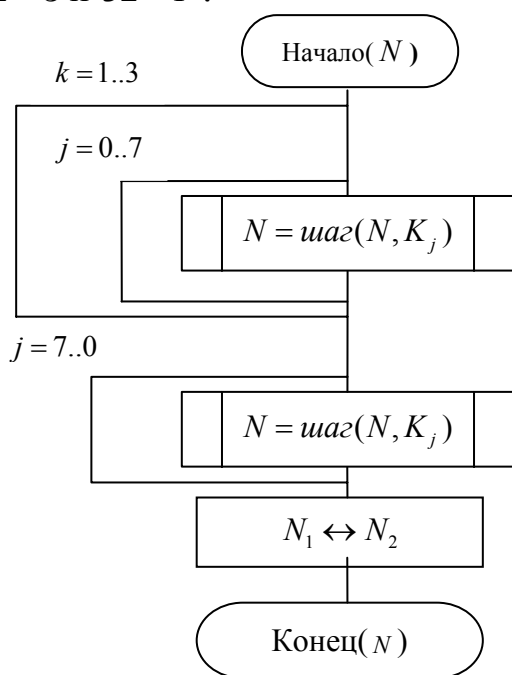 Начало( N )
k = 1..3
j = 0..7
N = шаг(N, K_j)
j = 7..0
N = шаг(N, K_j)
N_1 ↔ N_2
Конец( N )